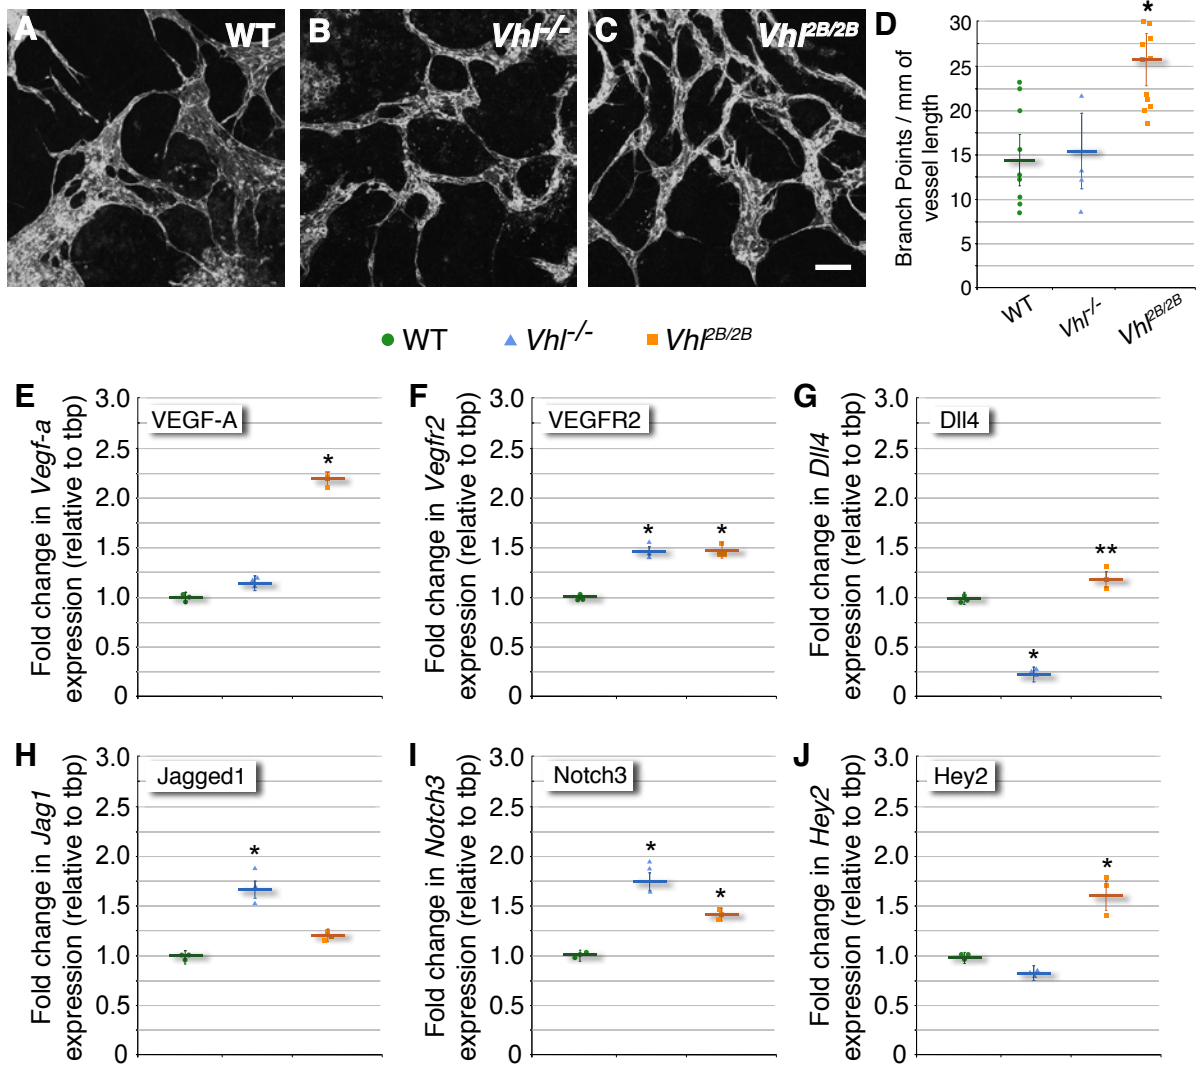 A WT
B Vhl-/-
C Vhl2B/2B
D
Branch Points / mm of
vessel length
30
25
20
15
10
5
0
*
WT
Vhl-/-
Vhl2B/2B
WT Vhl-/- Vhl2B/2B
E
Fold change in Vegf-a
expression (relative to tbp)
VEGF-A
3.0
2.5
2.0
1.5
1.0
0.5
0
*
F
Fold change in Vegfr2
expression (relative to tbp)
VEGFR2
3.0
2.5
2.0
1.5
1.0
0.5
0
* *
G
Fold change in Dll4
expression (relative to tbp)
Dll4
3.0
2.5
2.0
1.5
1.0
0.5
0
**
*
H
Fold change in Jag1
expression (relative to tbp)
Jagged1
3.0
2.5
2.0
1.5
1.0
0.5
0
*
I
Fold change in Notch3
expression (relative to tbp)
Notch3
3.0
2.5
2.0
1.5
1.0
0.5
0
*
*
J
Fold change in Hey2
expression (relative to tbp)
Hey2
3.0
2.5
2.0
1.5
1.0
0.5
0
*